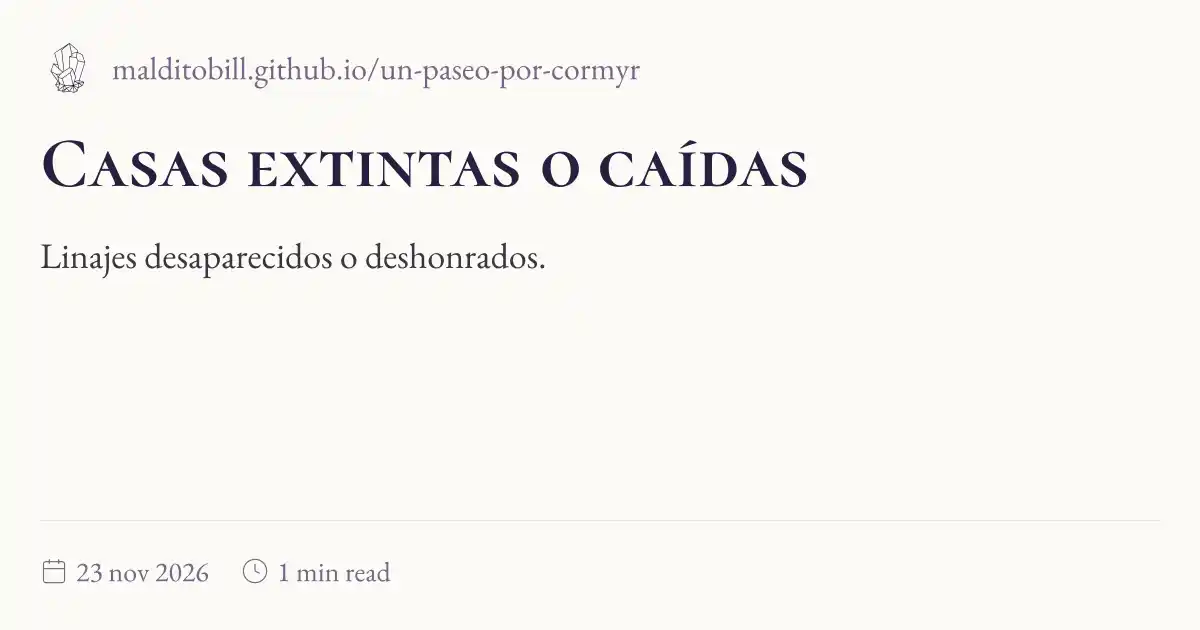 malditobill.github.io/un-paseo-por-cormyr
Casas extintas o caídas
Linajes desaparecidos o deshonrados.
23 nov 2026 1 min read